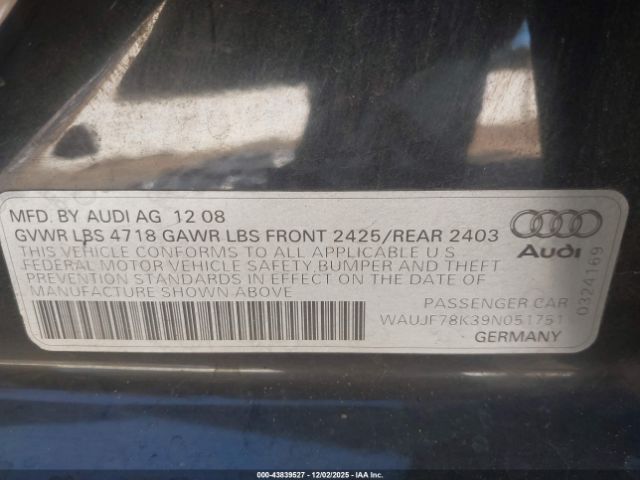 MFD. BY AUDI AG 12 08
GVWR LBS 4718 GAWR LBS FRONT 2425/REAR 2403
THIS VEHICLE CONFORMS TO ALL APPLICABLE U S
FEDERAL MOTOR VEHICLE SAFETY, BUMPER AND THEFT
PREVENTION STANDARDS IN EFFECT ON THE DATE OF
MANUFACTURE SHOWN ABOVE
Audi
0324169
PASSENGER CAR
WAUJF78K39N051751
GERMANY
000-43839527 • 12/02/2025 • IAA Inc.